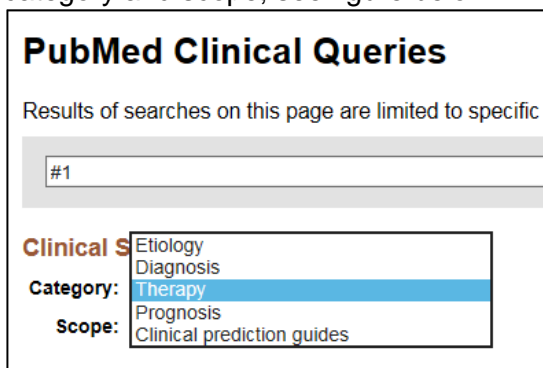 PubMed Clinical Queries
Results of searches on this page are limited to specific
#1
Clinical S
Etiology
Diagnosis
Category: Therapy
Prognosis
Scope:
Clinical prediction guides